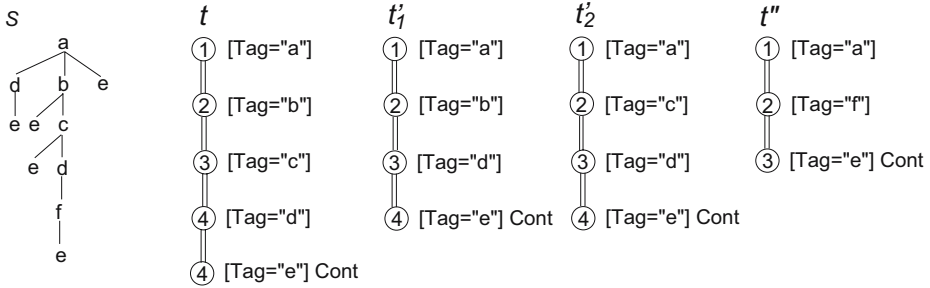 S
a
d b e
e e c
e d
f
e
t
1 [Tag="a"]
2 [Tag="b"]
3 [Tag="c"]
4 [Tag="d"]
4 [Tag="e"] Cont
t'1
1 [Tag="a"]
2 [Tag="b"]
3 [Tag="d"]
4 [Tag="e"] Cont
t'2
1 [Tag="a"]
2 [Tag="c"]
3 [Tag="d"]
4 [Tag="e"] Cont
t"
1 [Tag="a"]
2 [Tag="f"]
3 [Tag="e"] Cont